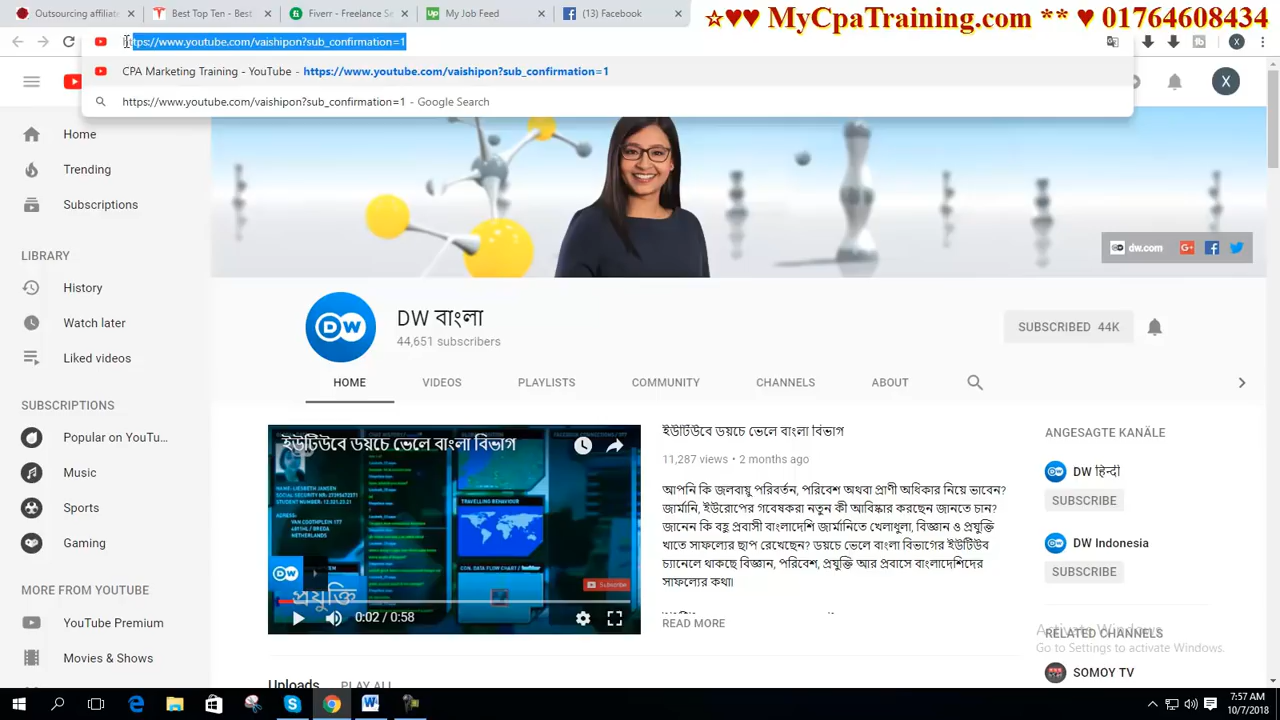 Outsourcing affiliat
Best Top Ten - Best
Fiverr - Freelance Se
My Job Feed
(13) Facebook
☆♥♥ MyCpaTraining.com ** ♥ 01764608434
https://www.youtube.com/vaishipon?sub_confirmation=1
X
CPA Marketing Training - YouTube - https://www.youtube.com/vaishipon?sub_confirmation=1
https://www.youtube.com/vaishipon?sub_confirmation=1 - Google Search
X
Home
Trending
Subscriptions
LIBRARY
History
Watch later
Liked videos
SUBSCRIPTIONS
Popular on YouTu...
Music
Sports
Gaming
MORE FROM YOUTUBE
YouTube Premium
Movies & Shows
dw.com
DW
DW বাংলা
44,651 subscribers
SUBSCRIBED 44K
HOME
VIDEOS
PLAYLISTS
COMMUNITY
CHANNELS
ABOUT
ইউটিউবে ডয়চে ভেলে বাংলা বিভাগ
TRAVELLING BEHAVIOUR
প্রযুক্তি
Subscribe
0:02 / 0:58
ইউটিউবে ডয়চে ভেলে বাংলা বিভাগ
11,287 views • 2 months ago
আপনি কি জলবায়ু পরিবর্তন, পরিবেশ অথবা প্রাণী অধিকার নিয়ে ভাবেন?
জার্মানি, ইউরোপের গবেষকরা নতুন কী আবিষ্কার করছেন জানতে চান?
জানেন কি বহু প্রবাসী বাংলাদেশি জার্মানিতে খেলাধুলা, বিজ্ঞান ও প্রযুক্তি
খাতে সাফল্যের ছাপ রেখেছেন? ডয়চে ভেলে বাংলা বিভাগের ইউটিউব
চ্যানেলে থাকছে বিজ্ঞান, পরিবেশ, প্রযুক্তি আর প্রবাসে বাংলাদেশিদের
সাফল্যের কথা৷
READ MORE
ANGESAGTE KANÄLE
DW हिन्दी
SUBSCRIBE
DW Indonesia
SUBSCRIBE
RELATED CHANNELS
SOMOY TV
Activate Windows
Go to Settings to activate Windows.
Uploads
PLAY ALL
7:57 AM
10/7/2018